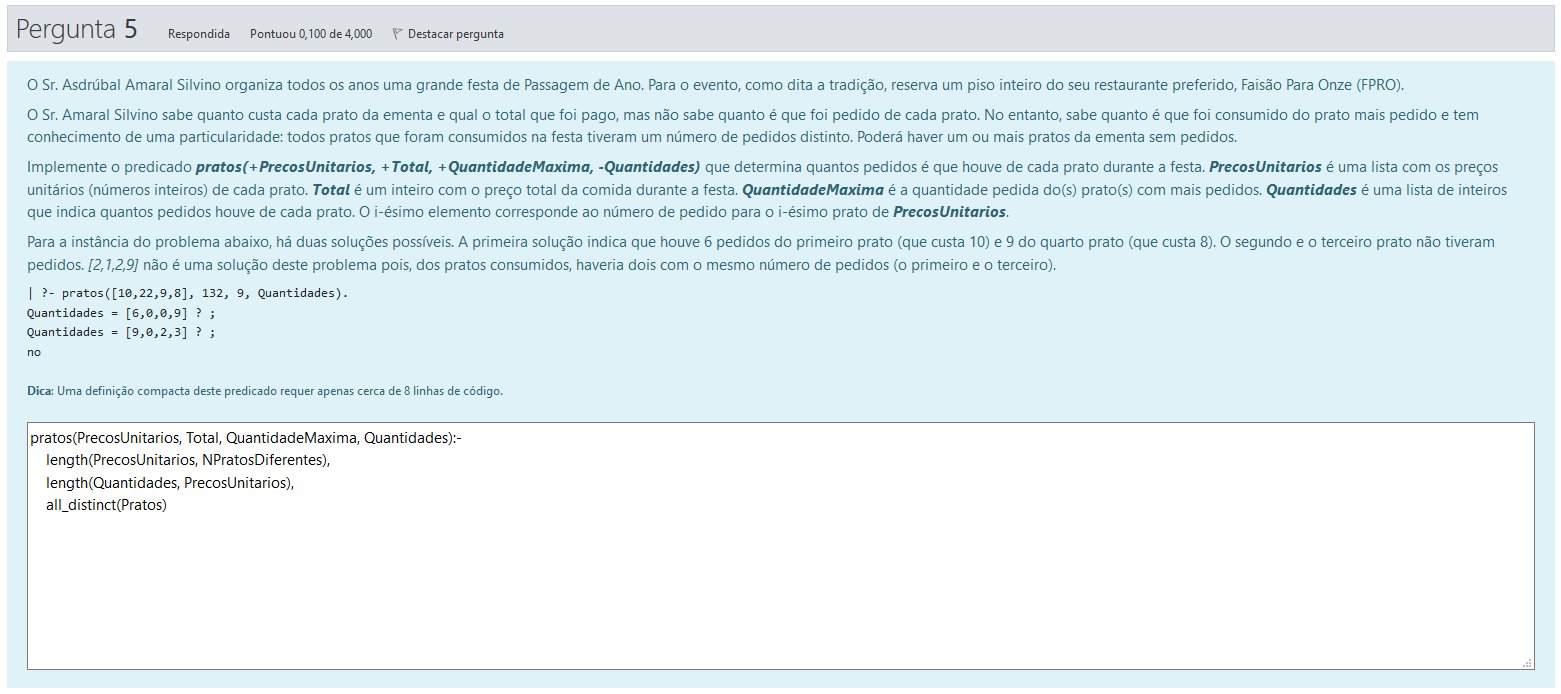 Pergunta 5 Respondida Pontuou 0,100 de 4,000 Destacar pergunta
O Sr. Asdrúbal Amaral Silvino organiza todos os anos uma grande festa de Passagem de Ano. Para o evento, como dita a tradição, reserva um piso inteiro do seu restaurante preferido, Faisão Para Onze (FPRO).
O Sr. Amaral Silvino sabe quanto custa cada prato da ementa e qual o total que foi pago, mas não sabe quanto é que foi pedido de cada prato. No entanto, sabe quanto é que foi consumido do prato mais pedido e tem
conhecimento de uma particularidade: todos pratos que foram consumidos na festa tiveram um número de pedidos distinto. Poderá haver um ou mais pratos da ementa sem pedidos.
Implemente o predicado pratos(+PrecosUnitarios, +Total, +QuantidadeMaxima, -Quantidades) que determina quantos pedidos é que houve de cada prato durante a festa. PrecosUnitarios é uma lista com os preços
unitários (números inteiros) de cada prato. Total é um inteiro com o preço total da comida durante a festa. QuantidadeMaxima é a quantidade pedida do(s) prato(s) com mais pedidos. Quantidades é uma lista de inteiros
que indica quantos pedidos houve de cada prato. O i-ésimo elemento corresponde ao número de pedido para o i-ésimo prato de PrecosUnitarios.
Para a instância do problema abaixo, há duas soluções possíveis. A primeira solução indica que houve 6 pedidos do primeiro prato (que custa 10) e 9 do quarto prato (que custa 8). O segundo e o terceiro prato não tiveram
pedidos. [2,1,2,9] não é uma solução deste problema pois, dos pratos consumidos, haveria dois com o mesmo número de pedidos (o primeiro e o terceiro).
| ?- pratos([10,22,9,8], 132, 9, Quantidades).
Quantidades = [6,0,0,9] ? ;
Quantidades = [9,0,2,3] ? ;
no
Dica: Uma definição compacta deste predicado requer apenas cerca de 8 linhas de código.
pratos(PrecosUnitarios, Total, QuantidadeMaxima, Quantidades):-
length(PrecosUnitarios, NPratosDiferentes),
length(Quantidades, PrecosUnitarios),
all_distinct(Pratos)